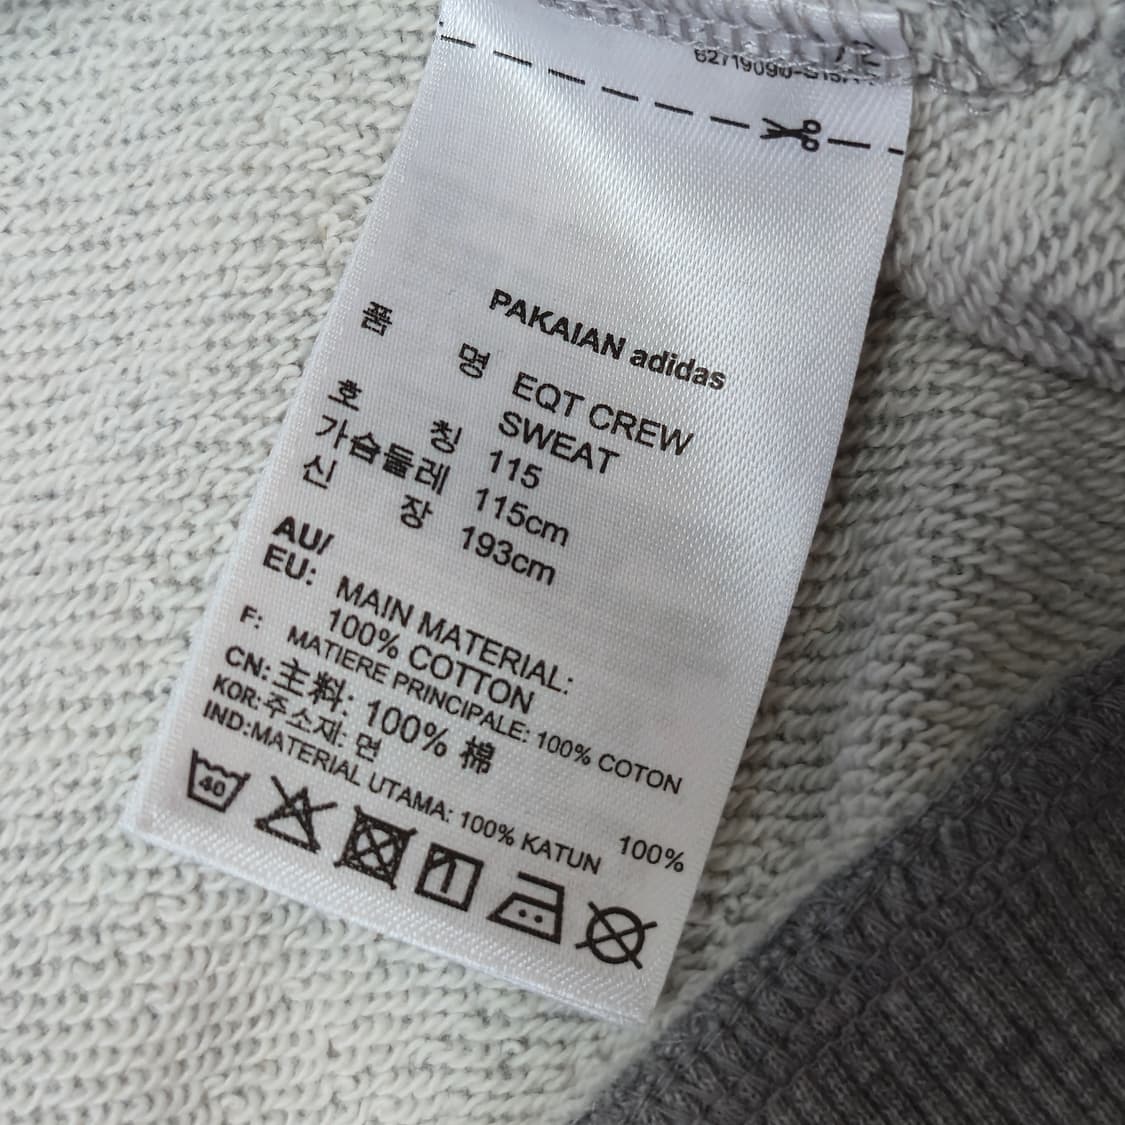 /2
PAKAIAN adidas
품 명 EQT CREW
SWEAT
호 칭 115
가슴둘레 115cm
신 장 193cm
AU/
EU: MAIN MATERIAL:
100% COTTON
F: MATIERE PRINCIPALE: 100% COTON
CN: 主料: 100% 棉
KOR: 주소재: 면 100%
IND:MATERIAL UTAMA: 100% KATUN
40